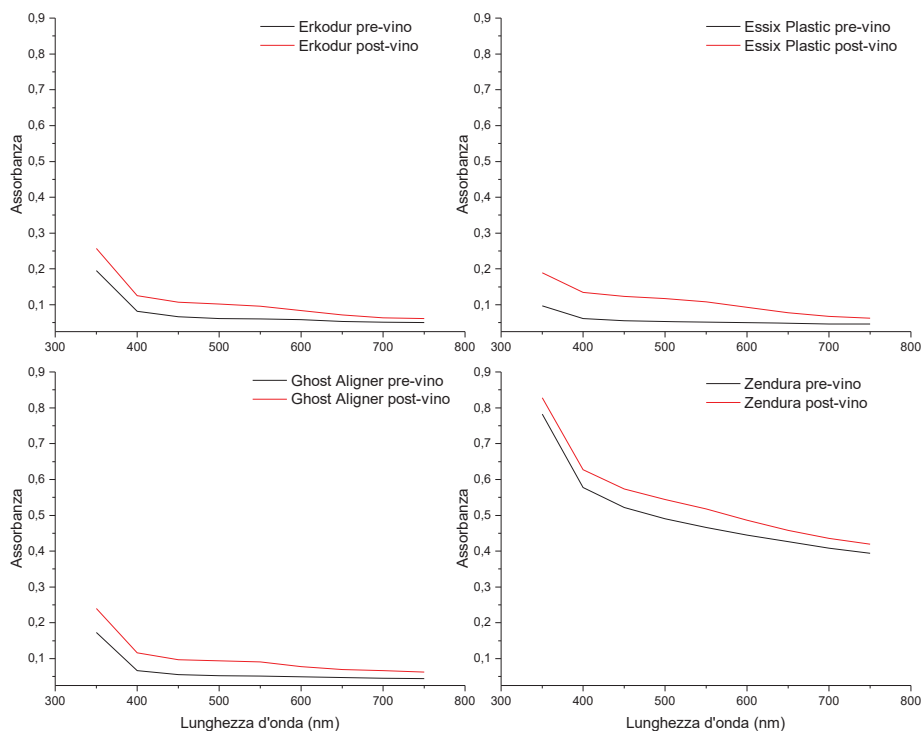 Erkodur pre-vino
Erkodur post-vino
0,9
0,8
0,7
0,6
0,5
0,4
0,3
0,2
0,1
Assorbanza
300 400 500 600 700 800
Essix Plastic pre-vino
Essix Plastic post-vino
0,9
0,8
0,7
0,6
0,5
0,4
0,3
0,2
0,1
Assorbanza
300 400 500 600 700 800
Ghost Aligner pre-vino
Ghost Aligner post-vino
0,9
0,8
0,7
0,6
0,5
0,4
0,3
0,2
0,1
Assorbanza
300 400 500 600 700 800
Lunghezza d'onda (nm)
Zendura pre-vino
Zendura post-vino
0,9
0,8
0,7
0,6
0,5
0,4
0,3
0,2
0,1
Assorbanza
300 400 500 600 700 800
Lunghezza d'onda (nm)